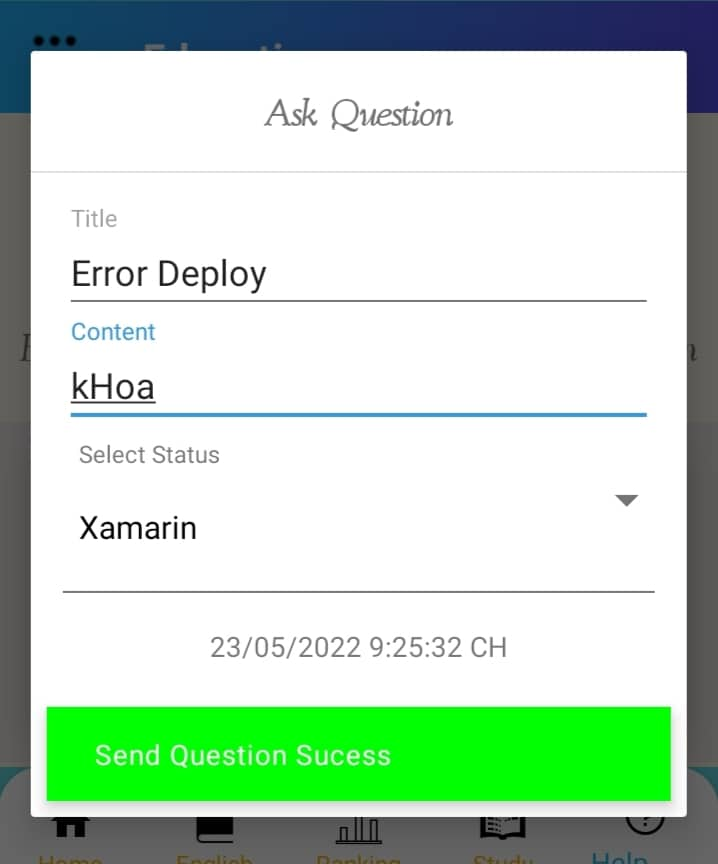 Ask Question
Title
Error Deploy
Content
kHoa
Select Status
Xamarin
23/05/2022 9:25:32 CH
Send Question Sucess
Help